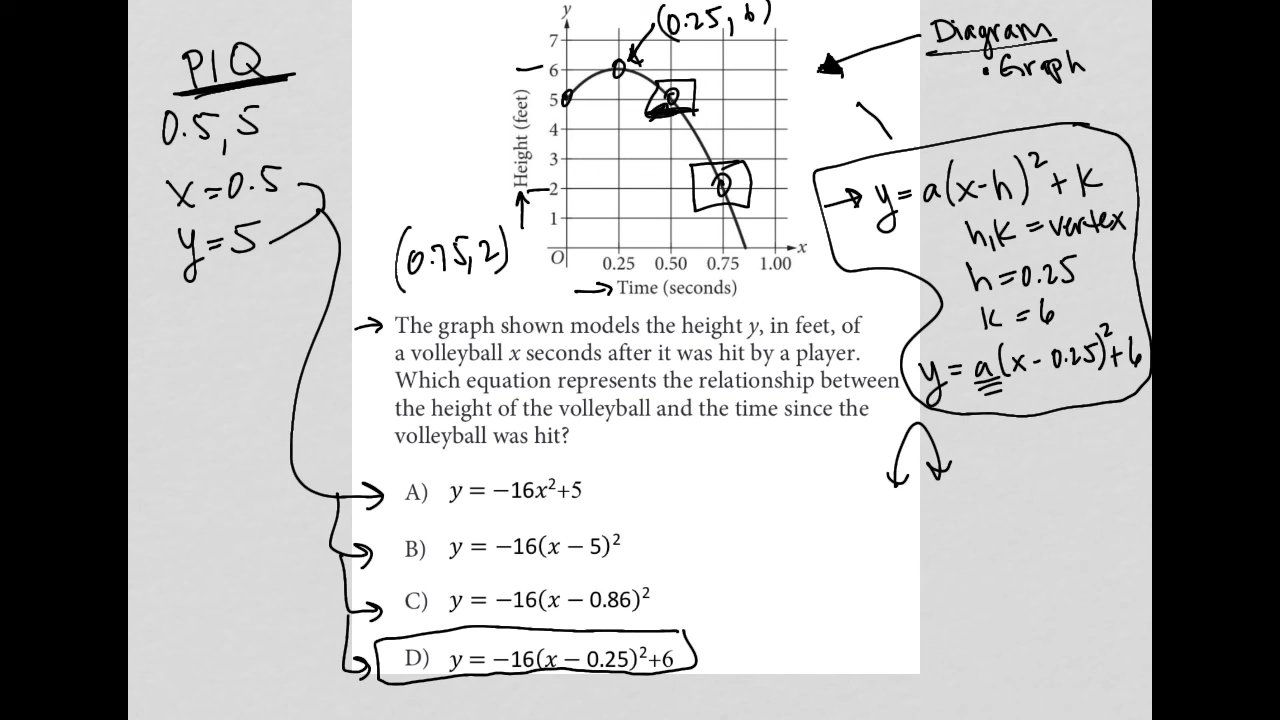 PIQ
0.5, 5
x=0.5
y=5
(0.75,2)
y
7
6
5
4
3
2
1
O
0.25 0.50 0.75 1.00
x
Height (feet)
Time (seconds)
(0.25, 6)
Diagram
• Graph
y = a(x-h)² + k
h,k = vertex
h=0.25
k = 6
y = a(x - 0.25)²+6
The graph shown models the height y, in feet, of
a volleyball x seconds after it was hit by a player.
Which equation represents the relationship between
the height of the volleyball and the time since the
volleyball was hit?
A) y = −16x²+5
B) y = −16(x − 5)²
C) y = −16(x − 0.86)²
D) y = −16(x − 0.25)²+6